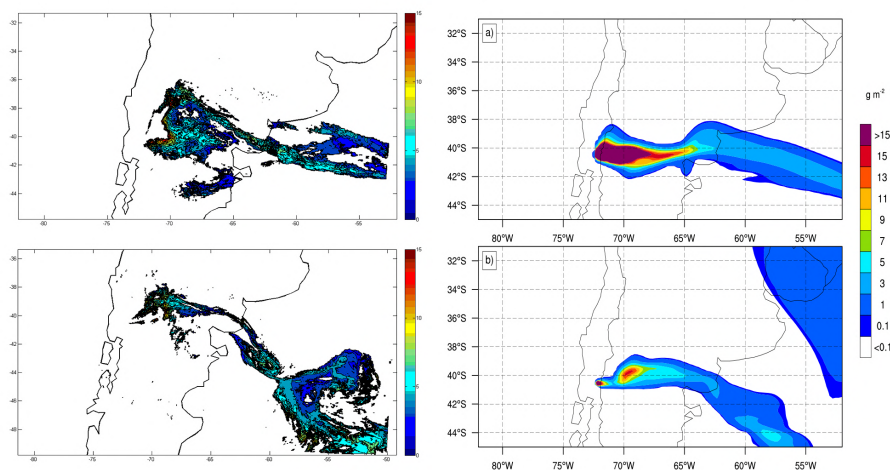 -32
-34
-36
-38
-40
-42
-44
-80 -75 -70 -65 -60 -55
15
10
5
0
a)
32°S
34°S
36°S
38°S
40°S
42°S
44°S
80°W 75°W 70°W 65°W 60°W 55°W
-36
-38
-40
-42
-44
-46
-48
-80 -75 -70 -65 -60 -55
15
10
5
0
b)
32°S
34°S
36°S
38°S
40°S
42°S
44°S
80°W 75°W 70°W 65°W 60°W 55°W
g m⁻²
>15
15
13
11
9
7
5
3
1
0.1
<0.1